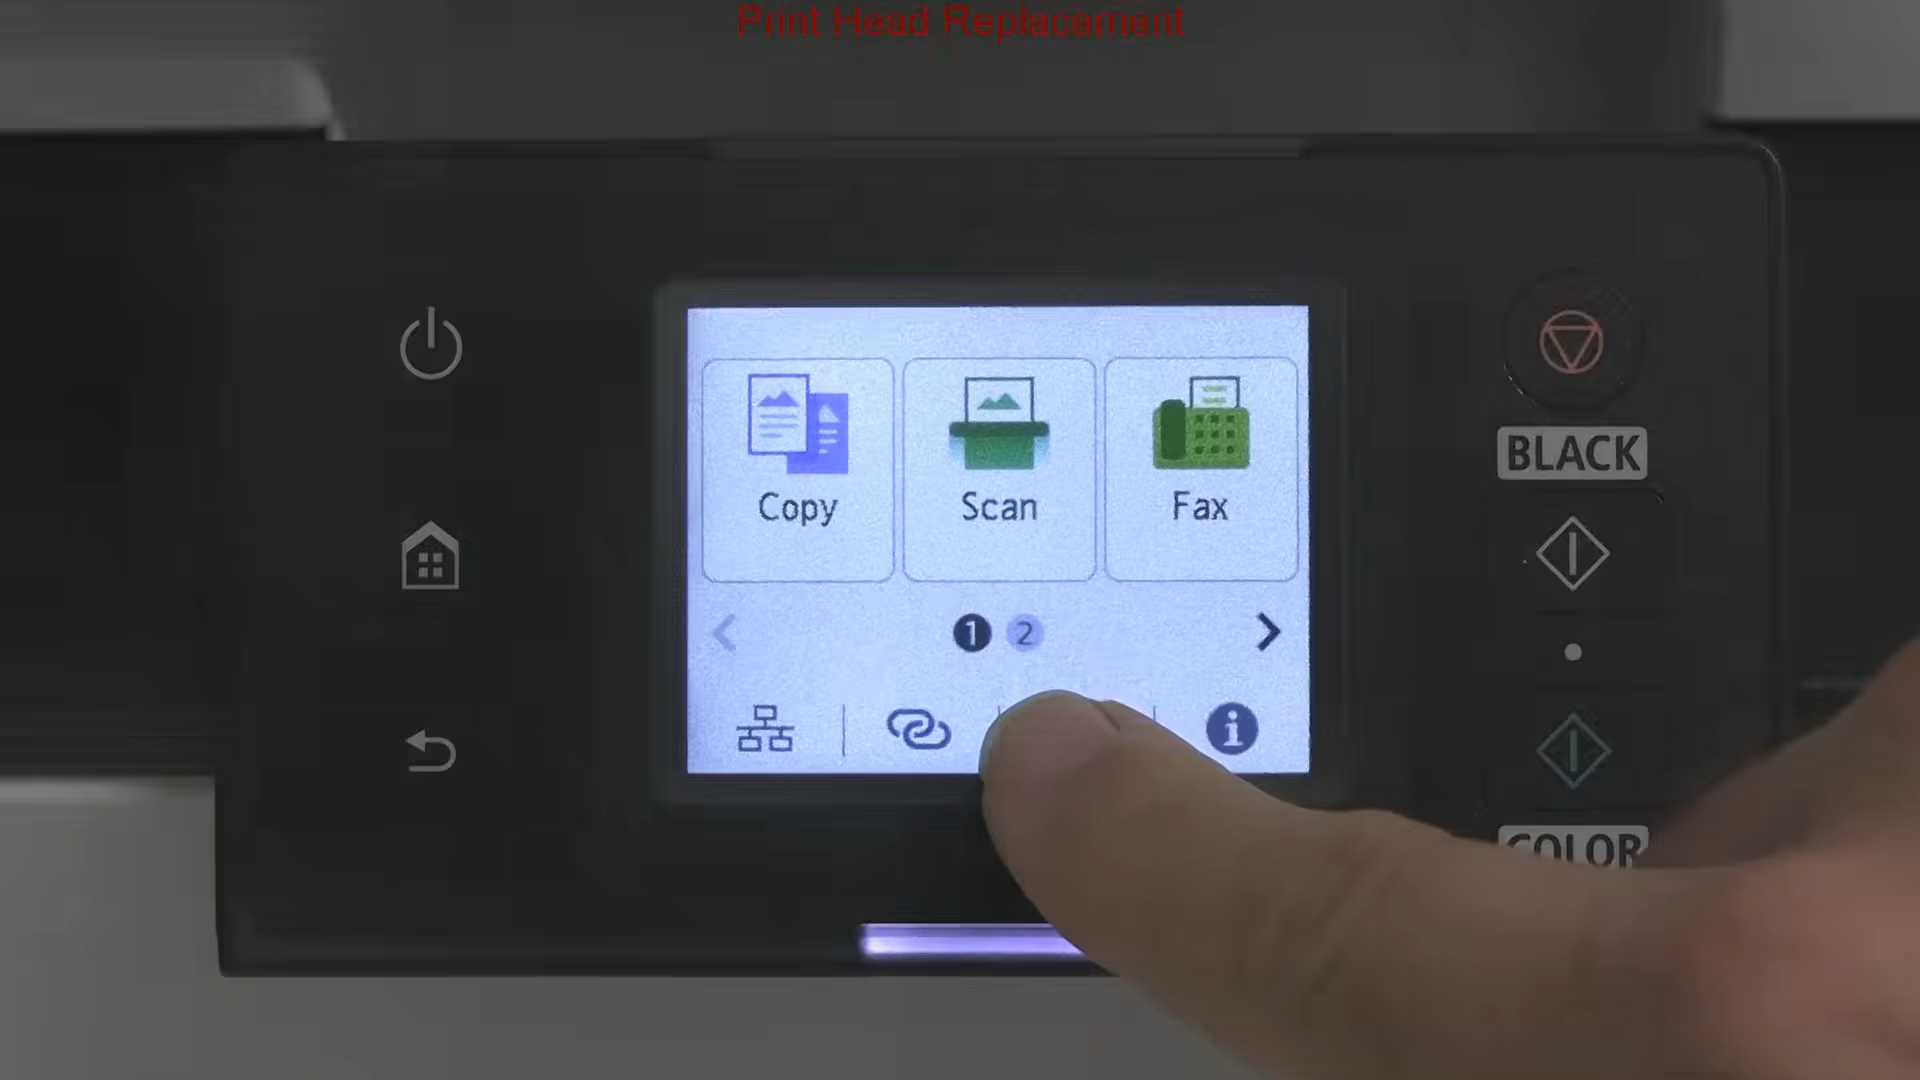 Print Head Replacement
BLACK
Copy
Scan
Fax
1 2
COLOR